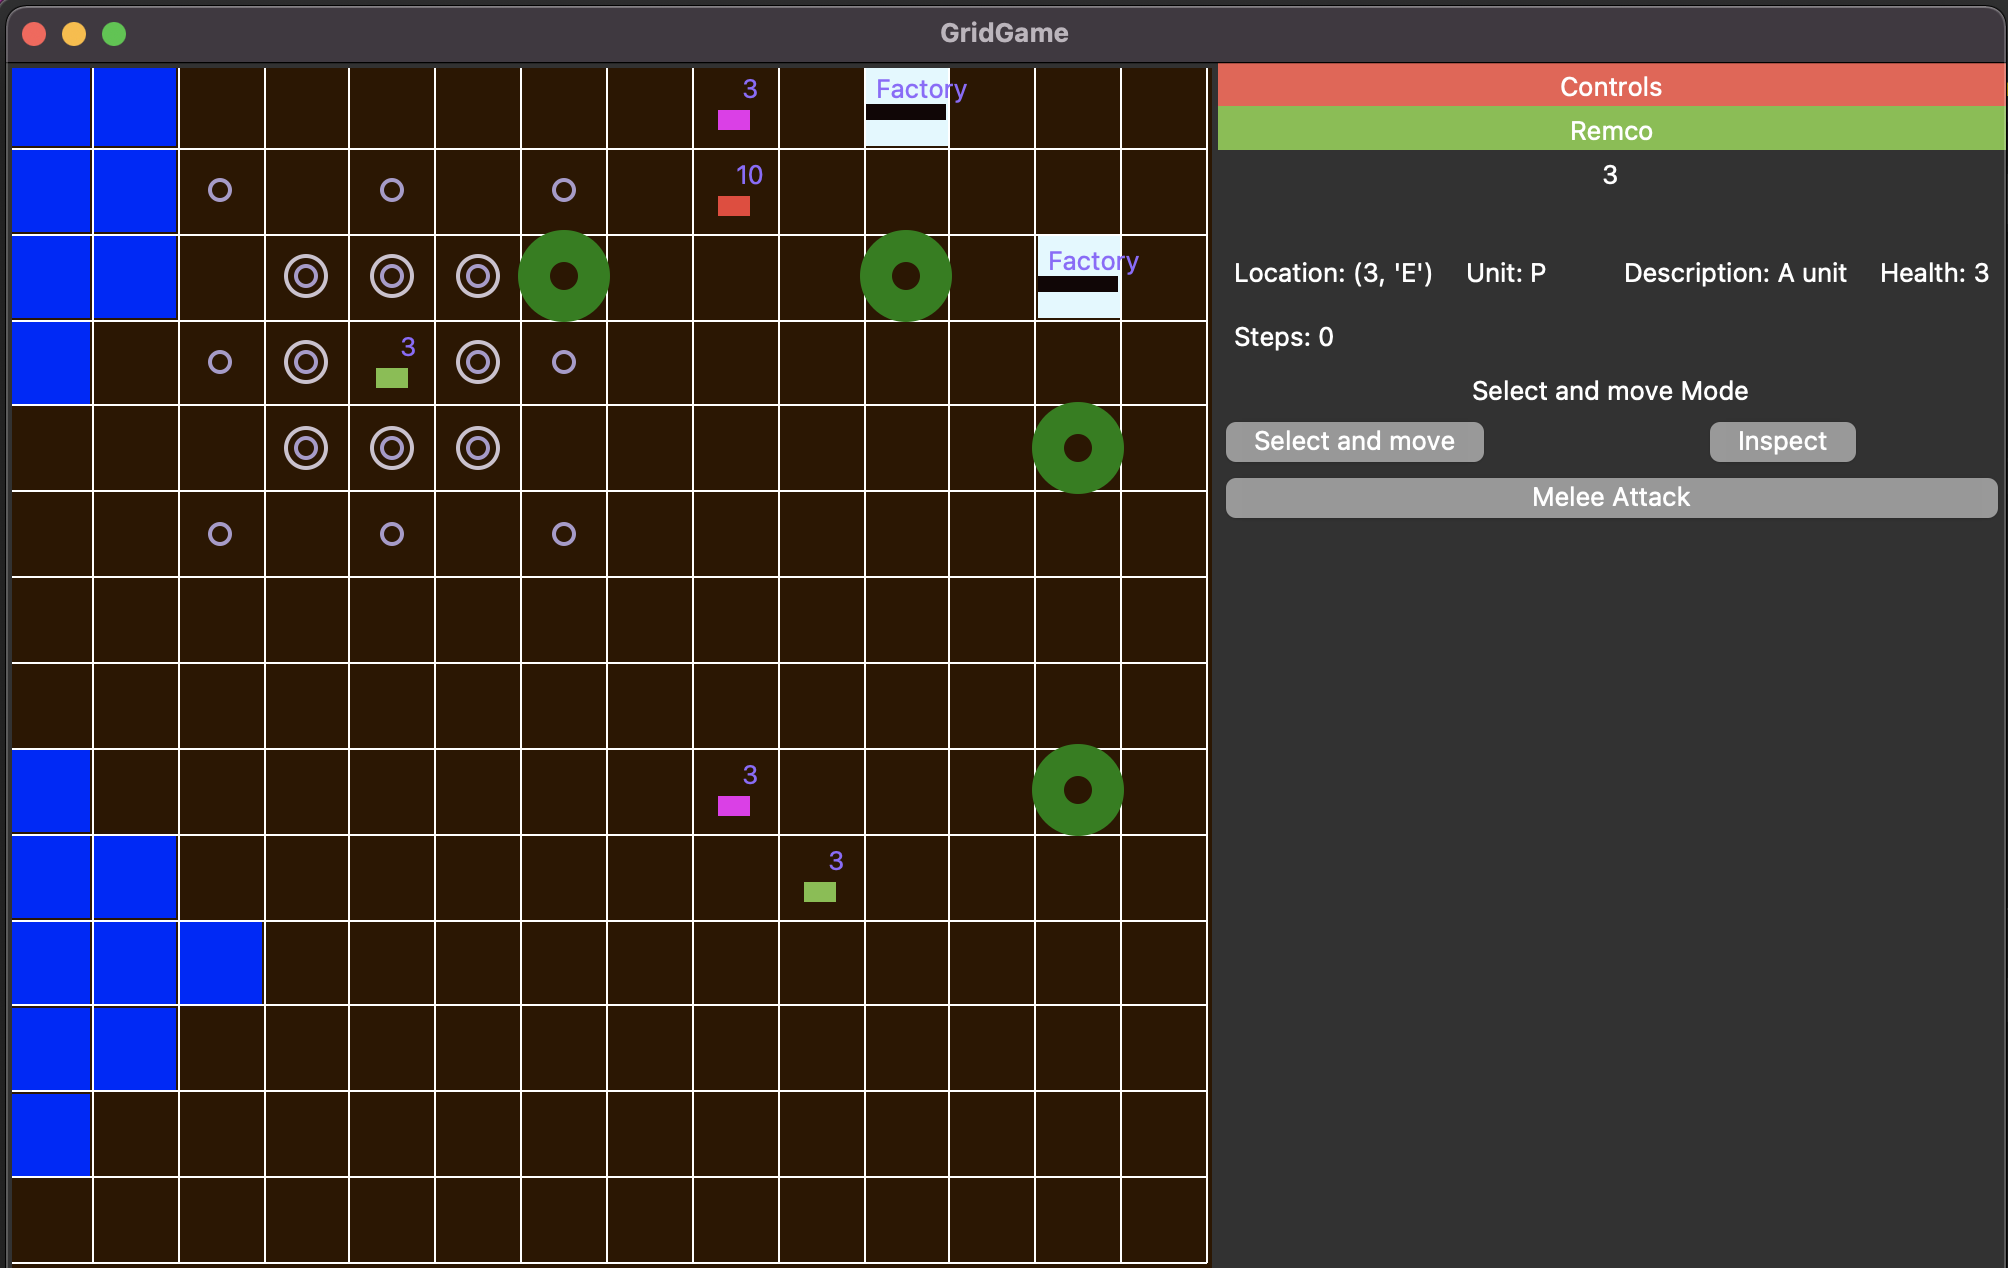 GridGame
3
Factory
10
Factory
3
3
3
Controls
Remco
3
Location: (3, 'E') Unit: P Description: A unit Health: 3
Steps: 0
Select and move Mode
Select and move Inspect
Melee Attack